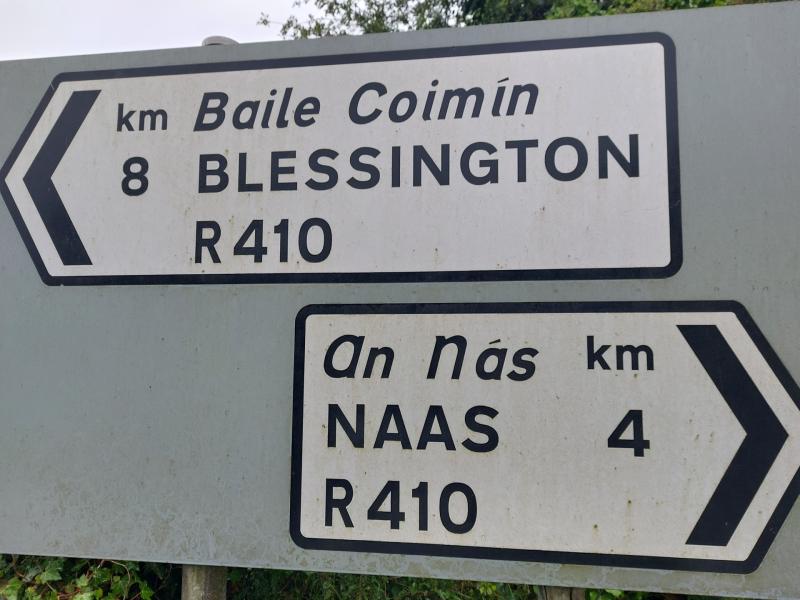 km Baile Coimín
8 BLESSINGTON
R410
an nás km
NAAS 4
R410